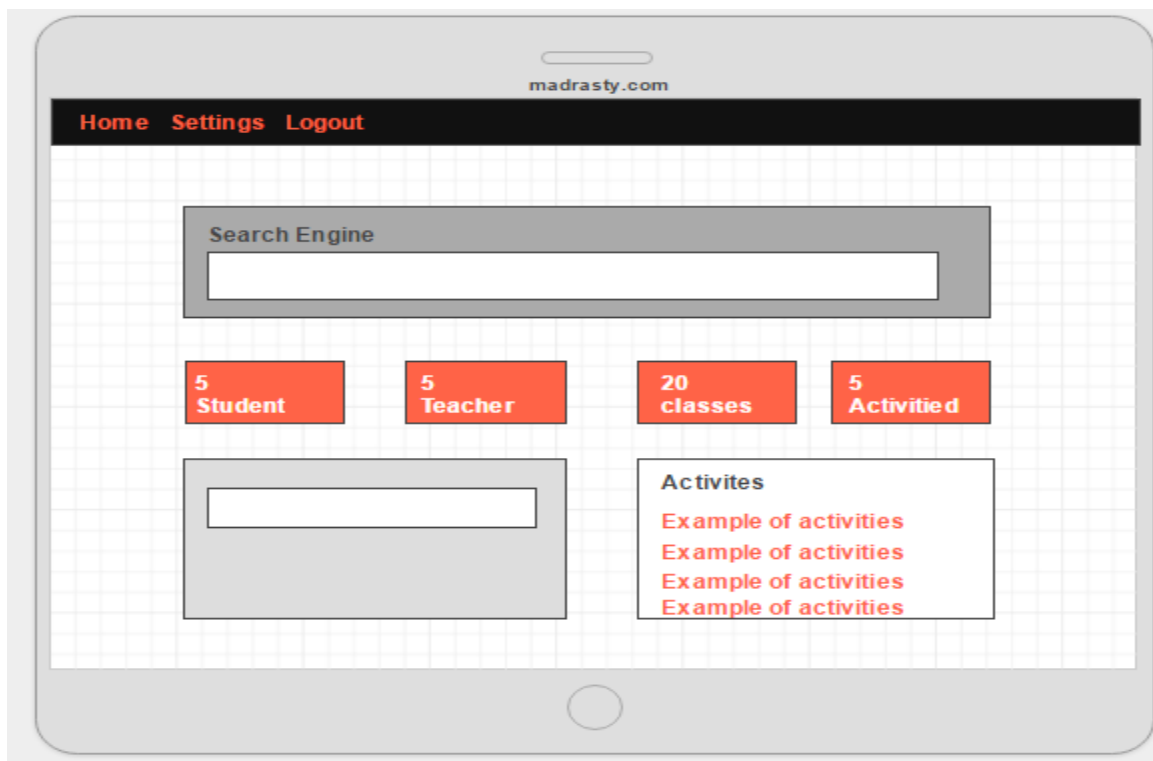 madrasty.com
Home Settings Logout
Search Engine
5
Student
5
Teacher
20
classes
5
Activitied
Activites
Example of activities
Example of activities
Example of activities
Example of activities